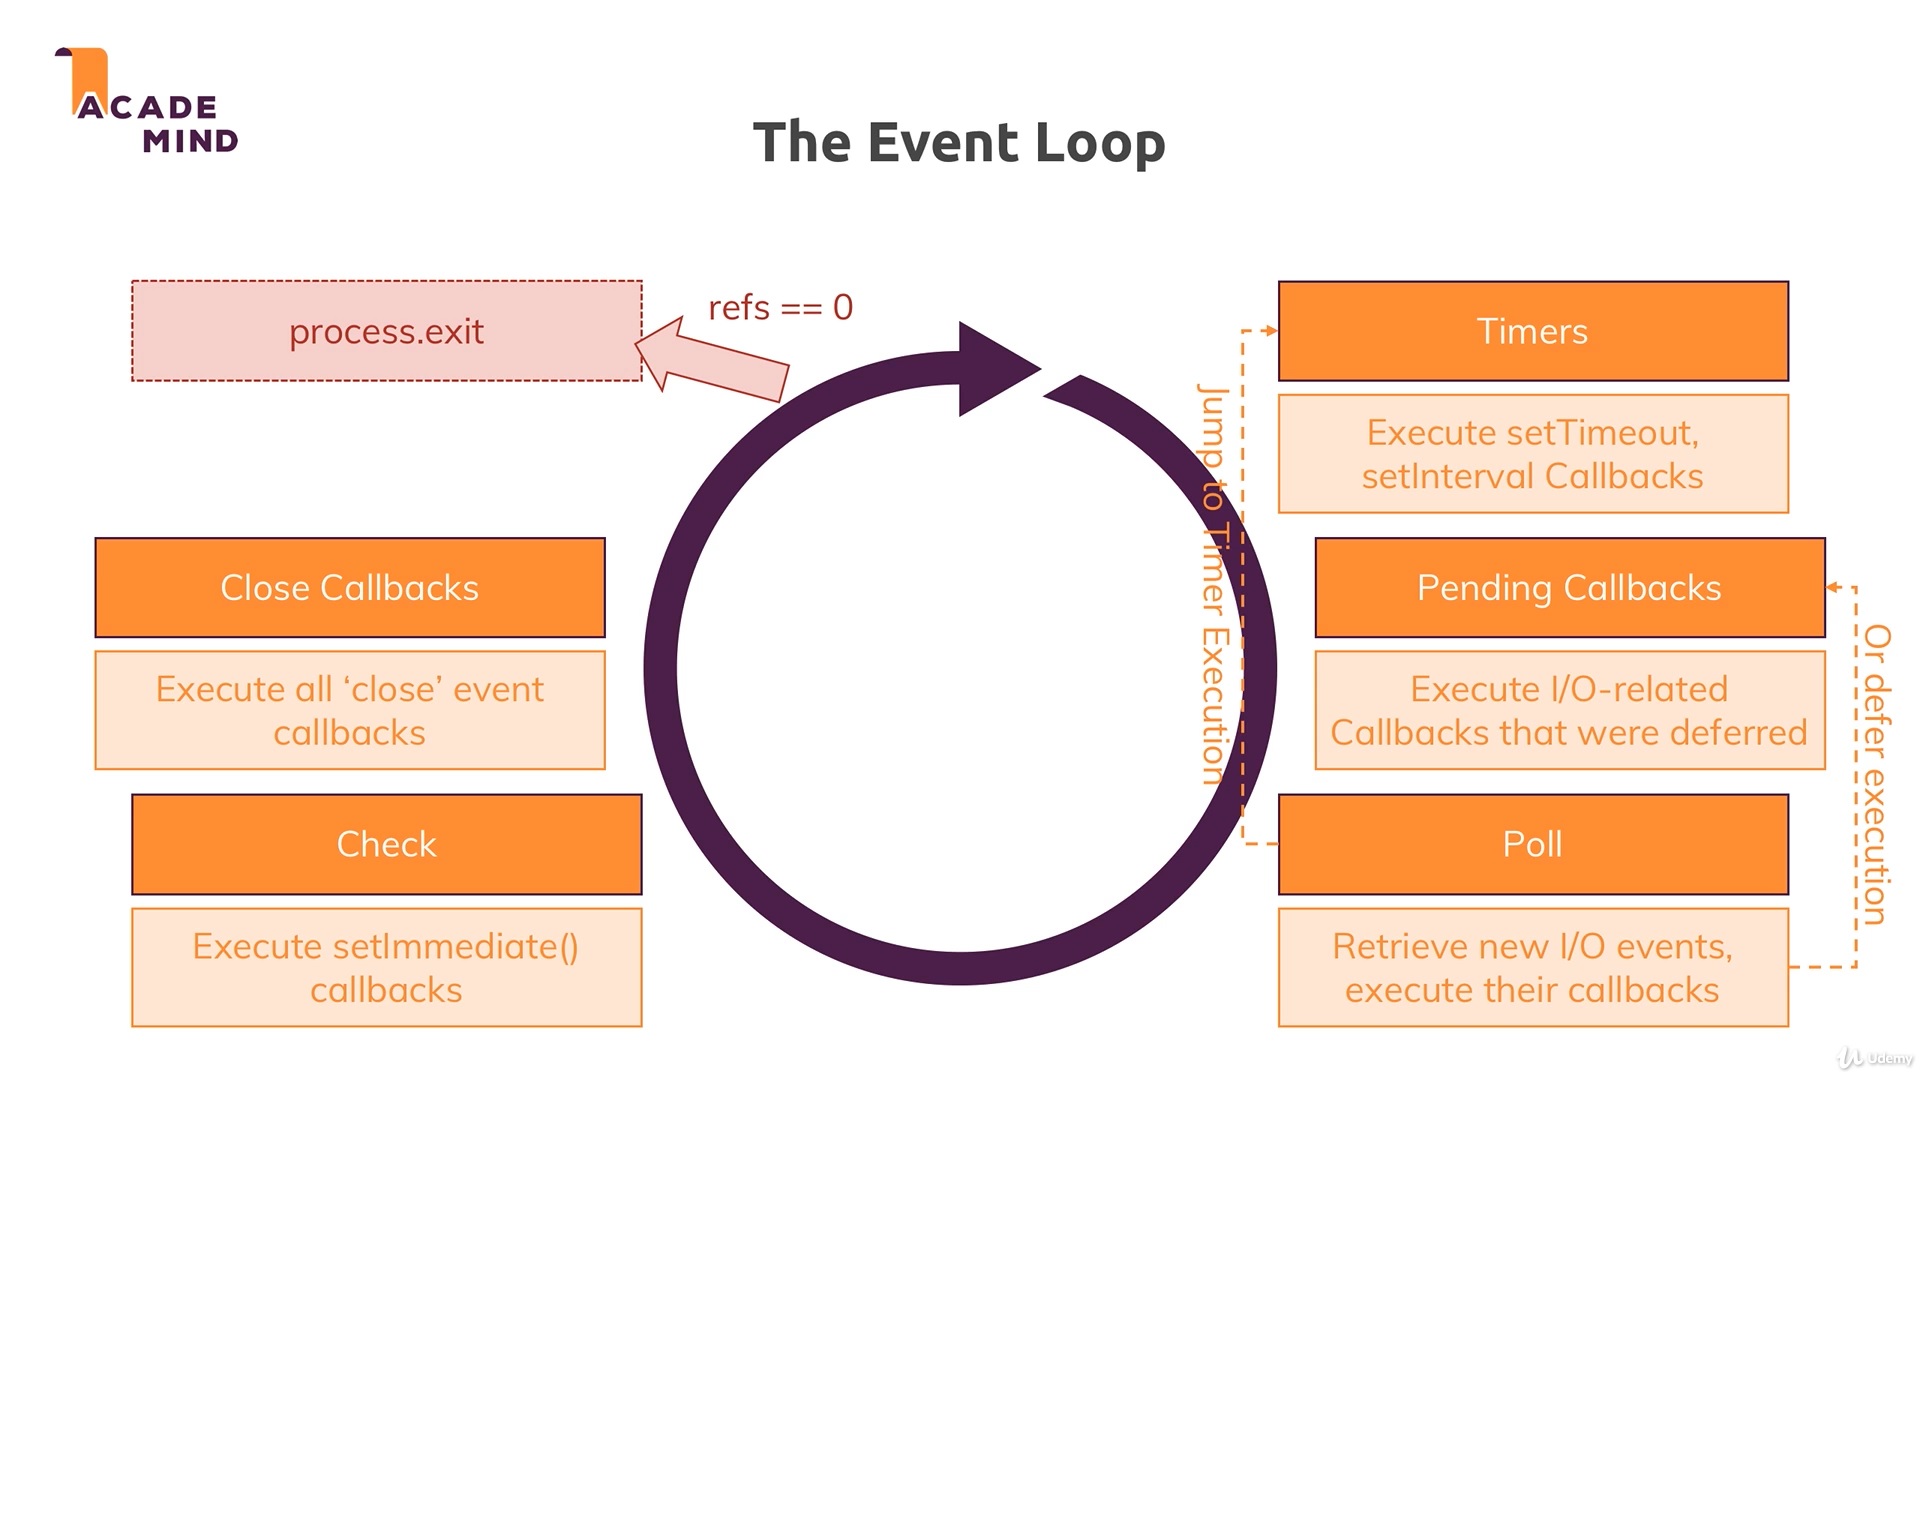 ACADE
MIND
The Event Loop
process.exit
refs == 0
Timers
Execute setTimeout,
setInterval Callbacks
Jump to Timer Execution
Close Callbacks
Execute all ‘close’ event
callbacks
Pending Callbacks
Execute I/O-related
Callbacks that were deferred
Or defer execution
Check
Execute setImmediate()
callbacks
Poll
Retrieve new I/O events,
execute their callbacks
Udemy